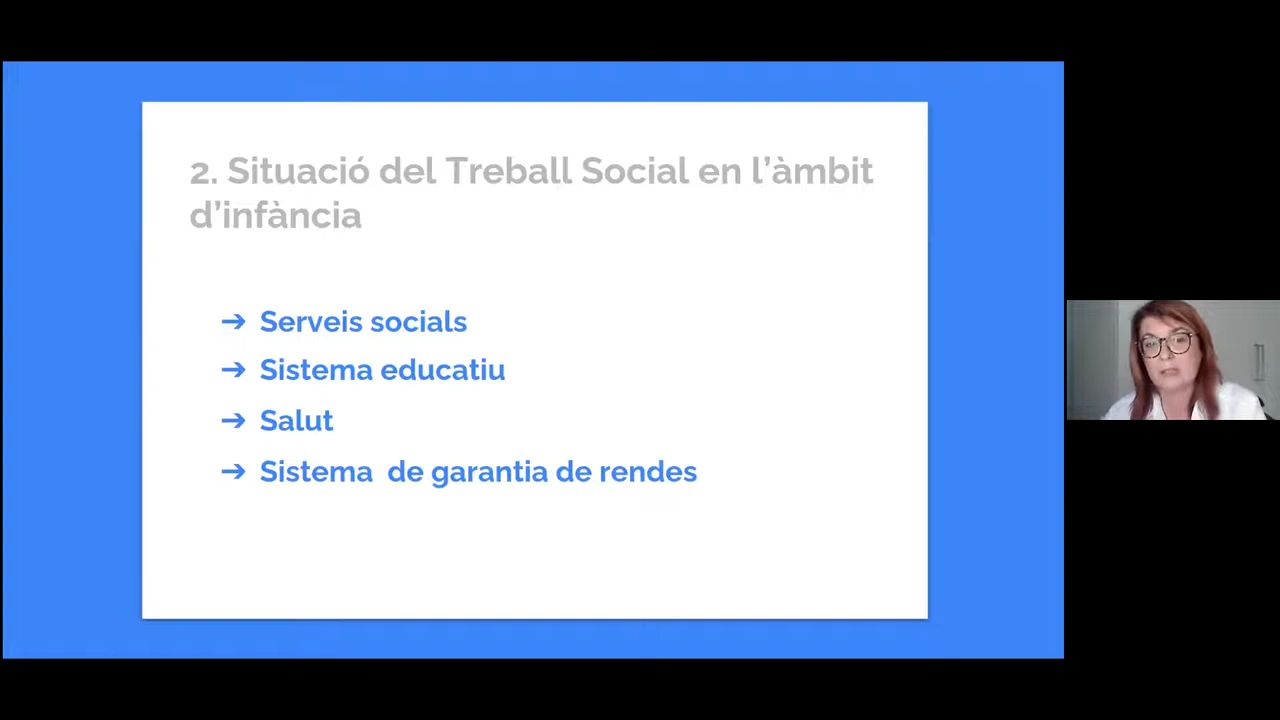 2. Situació del Treball Social en l’àmbit
d’infància
➔ Serveis socials
➔ Sistema educatiu
➔ Salut
➔ Sistema  de garantia de rendes